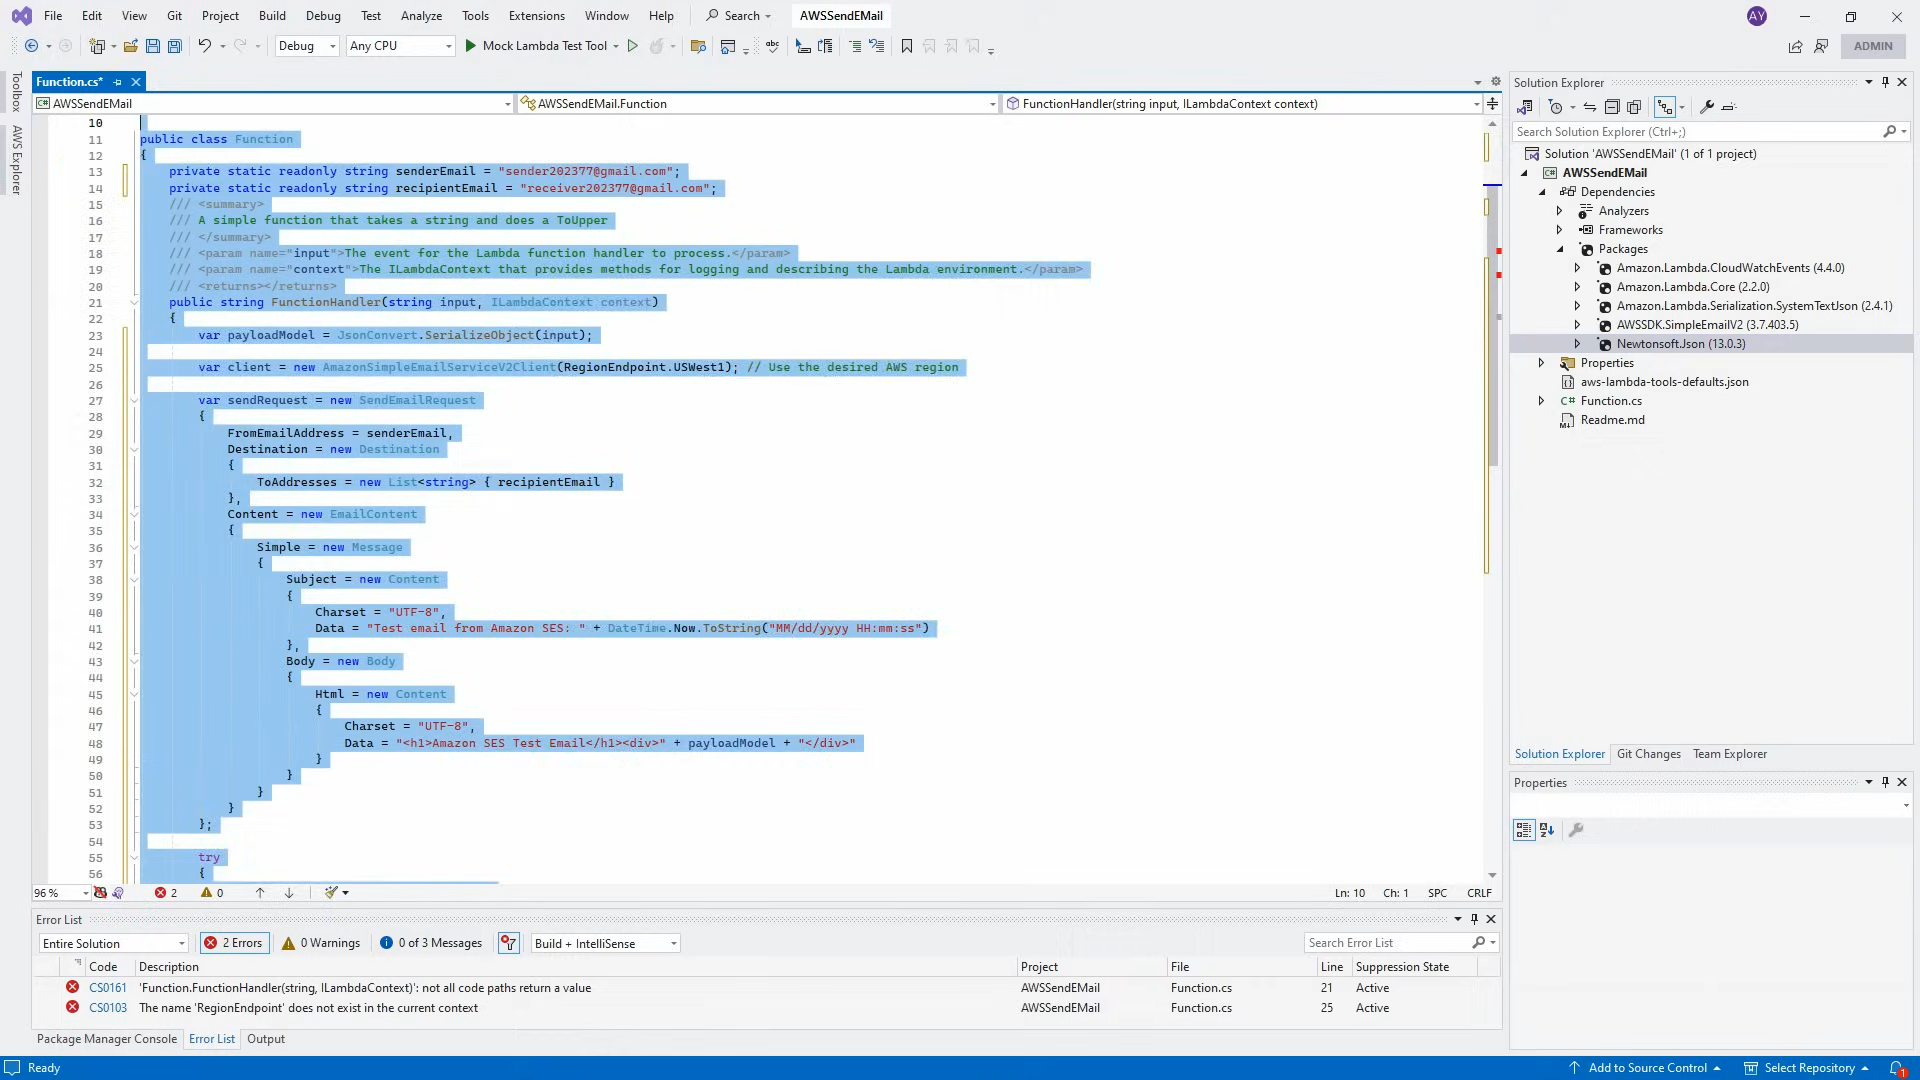 File Edit View Git Project Build Debug Test Analyze Tools Extensions Window Help Search AWSSendEMail AY
Debug Any CPU Mock Lambda Test Tool ADMIN
Toolbox
AWS Explorer
Function.cs*
AWSSendEMail AWSSendEMail.Function FunctionHandler(string input, ILambdaContext context)
10
11 public class Function
12 {
13 private static readonly string senderEmail = "sender202377@gmail.com";
14 private static readonly string recipientEmail = "receiver202377@gmail.com";
15 /// <summary>
16 /// A simple function that takes a string and does a ToUpper
17 /// </summary>
18 /// <param name="input">The event for the Lambda function handler to process.</param>
19 /// <param name="context">The ILambdaContext that provides methods for logging and describing the Lambda environment.</param>
20 /// <returns></returns>
21 public string FunctionHandler(string input, ILambdaContext context)
22 {
23 var payloadModel = JsonConvert.SerializeObject(input);
24
25 var client = new AmazonSimpleEmailServiceV2Client(RegionEndpoint.USWest1); // Use the desired AWS region
26
27 var sendRequest = new SendEmailRequest
28 {
29 FromEmailAddress = senderEmail,
30 Destination = new Destination
31 {
32 ToAddresses = new List<string> { recipientEmail }
33 },
34 Content = new EmailContent
35 {
36 Simple = new Message
37 {
38 Subject = new Content
39 {
40 Charset = "UTF-8",
41 Data = "Test email from Amazon SES: " + DateTime.Now.ToString("MM/dd/yyyy HH:mm:ss")
42 },
43 Body = new Body
44 {
45 Html = new Content
46 {
47 Charset = "UTF-8",
48 Data = "<h1>Amazon SES Test Email</h1><div>" + payloadModel + "</div>"
49 }
50 }
51 }
52 }
53 };
54
55 try
56 {
96 % 2 0 Ln: 10 Ch: 1 SPC CRLF
Error List
Entire Solution 2 Errors 0 Warnings 0 of 3 Messages Build + IntelliSense Search Error List
Code Description Project File Line Suppression State
CS0161 'Function.FunctionHandler(string, ILambdaContext)': not all code paths return a value AWSSendEMail Function.cs 21 Active
CS0103 The name 'RegionEndpoint' does not exist in the current context AWSSendEMail Function.cs 25 Active
Package Manager Console Error List Output
Solution Explorer
Search Solution Explorer (Ctrl+;)
Solution 'AWSSendEMail' (1 of 1 project)
AWSSendEMail
Dependencies
Analyzers
Frameworks
Packages
Amazon.Lambda.CloudWatchEvents (4.4.0)
Amazon.Lambda.Core (2.2.0)
Amazon.Lambda.Serialization.SystemTextJson (2.4.1)
AWSSDK.SimpleEmailV2 (3.7.403.5)
Newtonsoft.Json (13.0.3)
Properties
aws-lambda-tools-defaults.json
C# Function.cs
Readme.md
Solution Explorer Git Changes Team Explorer
Properties
Ready Add to Source Control Select Repository 1